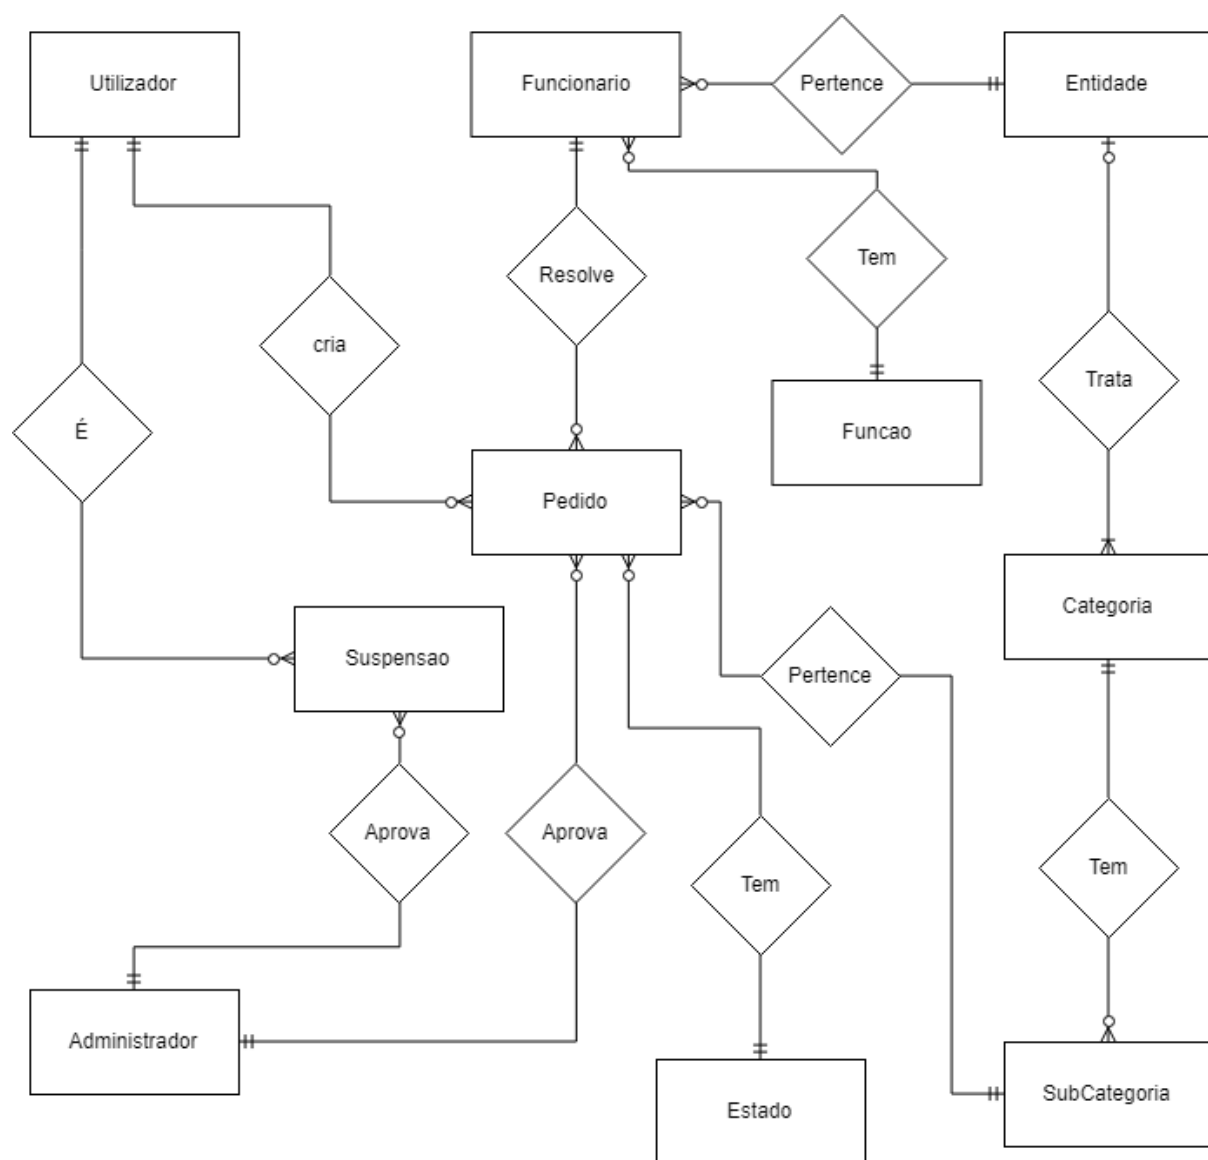 Utilizador
Funcionario
Pertence
Entidade
Resolve
Tem
cria
Trata
É
Funcao
Pedido
Categoria
Suspensao
Pertence
Aprova
Aprova
Tem
Tem
Administrador
Estado
SubCategoria